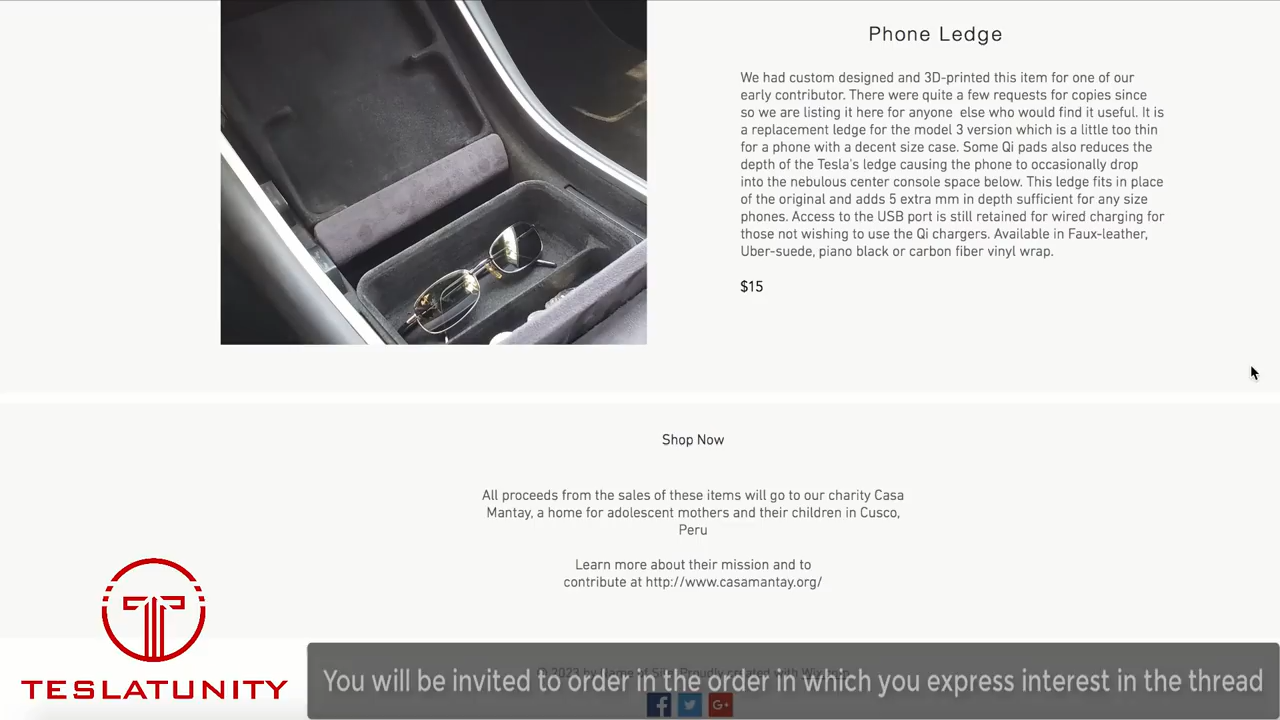 Phone Ledge
We had custom designed and 3D-printed this item for one of our
early contributor. There were quite a few requests for copies since
so we are listing it here for anyone else who would find it useful. It is
a replacement ledge for the model 3 version which is a little too thin
for a phone with a decent size case. Some Qi pads also reduces the
depth of the Tesla's ledge causing the phone to occasionally drop
into the nebulous center console space below. This ledge fits in place
of the original and adds 5 extra mm in depth sufficient for any size
phones. Access to the USB port is still retained for wired charging for
those not wishing to use the Qi chargers. Available in Faux-leather,
Uber-suede, piano black or carbon fiber vinyl wrap.
$15
Shop Now
All proceeds from the sales of these items will go to our charity Casa
Mantay, a home for adolescent mothers and their children in Cusco,
Peru
Learn more about their mission and to
contribute at http://www.casamantay.org/
TESLATUNITY
You will be invited to order in the order in which you express interest in the thread